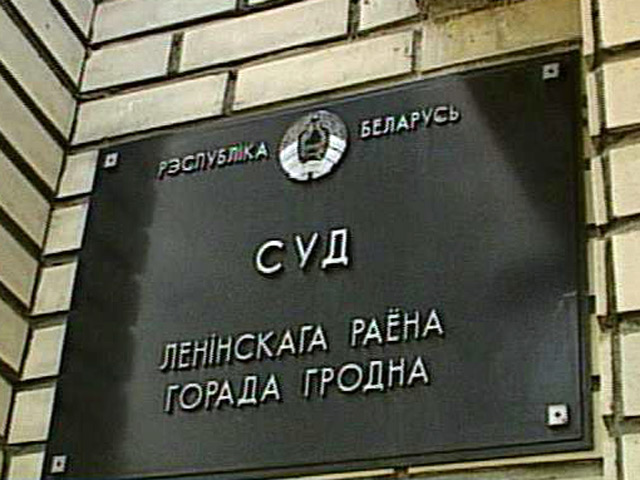 РЭСПУБЛІКА БЕЛАРУСЬ
СУД
ЛЕНІНСКАГА РАЁНА
ГОРАДА ГРОДНА